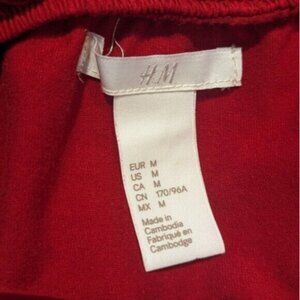 H&M
EUR M
US M
CA M
CN 170/96A
MX M
Made in
Cambodia
Fabriqué en
Cambodge